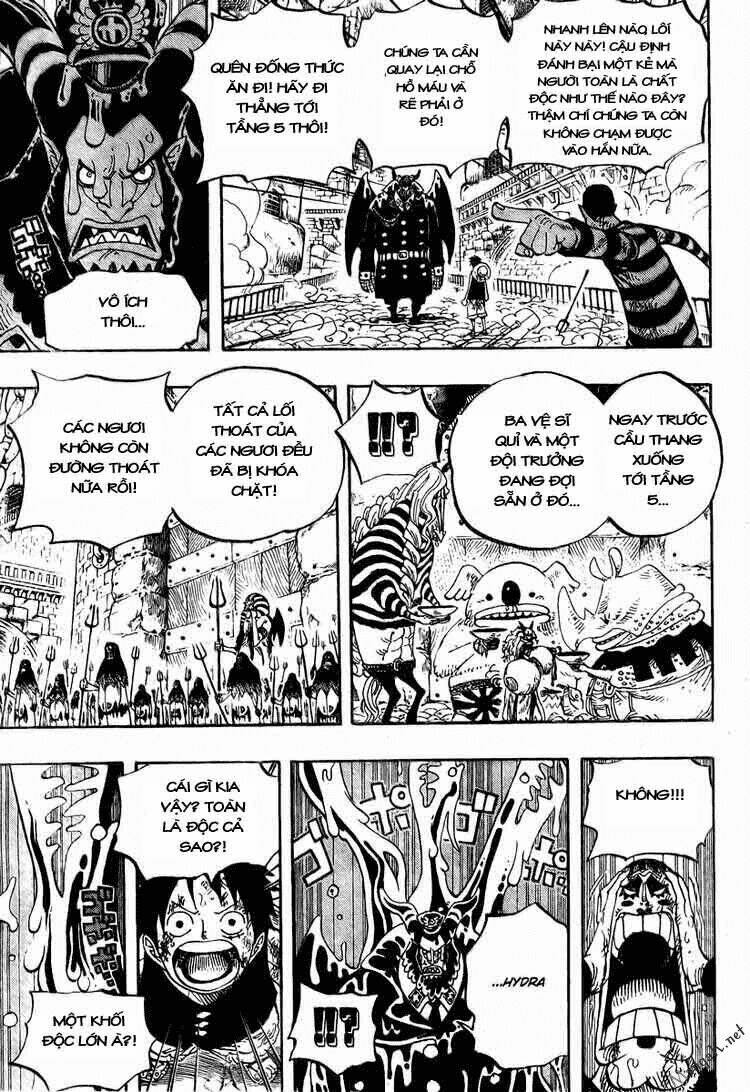 NHANH LÊN NÀO, LỐI
NÀY NÀY! CẬU ĐỊNH
ĐÁNH BẠI MỘT KẺ MÀ
NGƯỜI TOÀN LÀ CHẤT
ĐỘC NHƯ THẾ NÀO ĐÂY?
THẬM CHÍ CHÚNG TA CÒN
KHÔNG CHẠM ĐƯỢC
VÀO HẮN NỮA.
CHÚNG TA CẦN
QUAY LẠI CHỖ
HỒ MÁU VÀ
RẼ PHẢI Ở
ĐÓ!
QUÊN ĐỐNG THỨC
ĂN ĐI! HÃY ĐI
THẲNG TỚI
TẦNG 5 THÔI!
VÔ ÍCH
THÔI...
NGAY TRƯỚC
CẦU THANG
XUỐNG
TỚI TẦNG
5...
BA VỆ SĨ
QUỈ VÀ MỘT
ĐỘI TRƯỞNG
ĐANG ĐỢI
SẴN Ở ĐÓ...
!!?
TẤT CẢ LỐI
THOÁT CỦA
CÁC NGƯƠI ĐỀU
ĐÃ BỊ KHÓA
CHẶT!
CÁC NGƯƠI
KHÔNG CÒN
ĐƯỜNG THOÁT
NỮA RỒI!
KHÔNG!!!
ゴポゴポ
...HYDRA
!!?
CÁI GÌ KIA
VẬY? TOÀN
LÀ ĐỘC CẢ
SAO?!
MỘT KHỐI
ĐỘC LỚN À?!